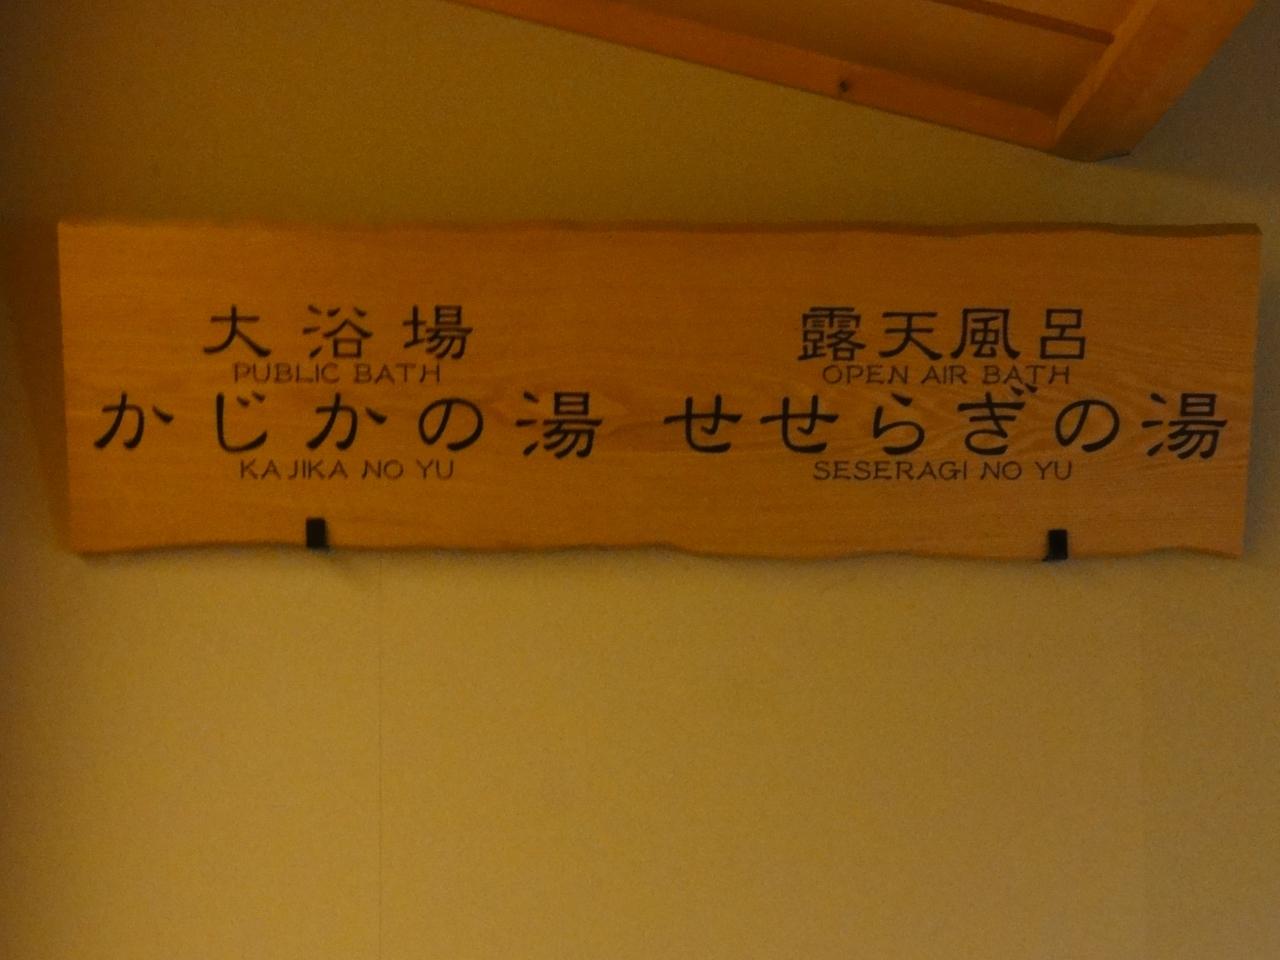 大浴場
PUBLIC BATH
かじかの湯
KAJIKA NO YU
露天風呂
OPEN AIR BATH
せせらぎの湯
SESERAGI NO YU